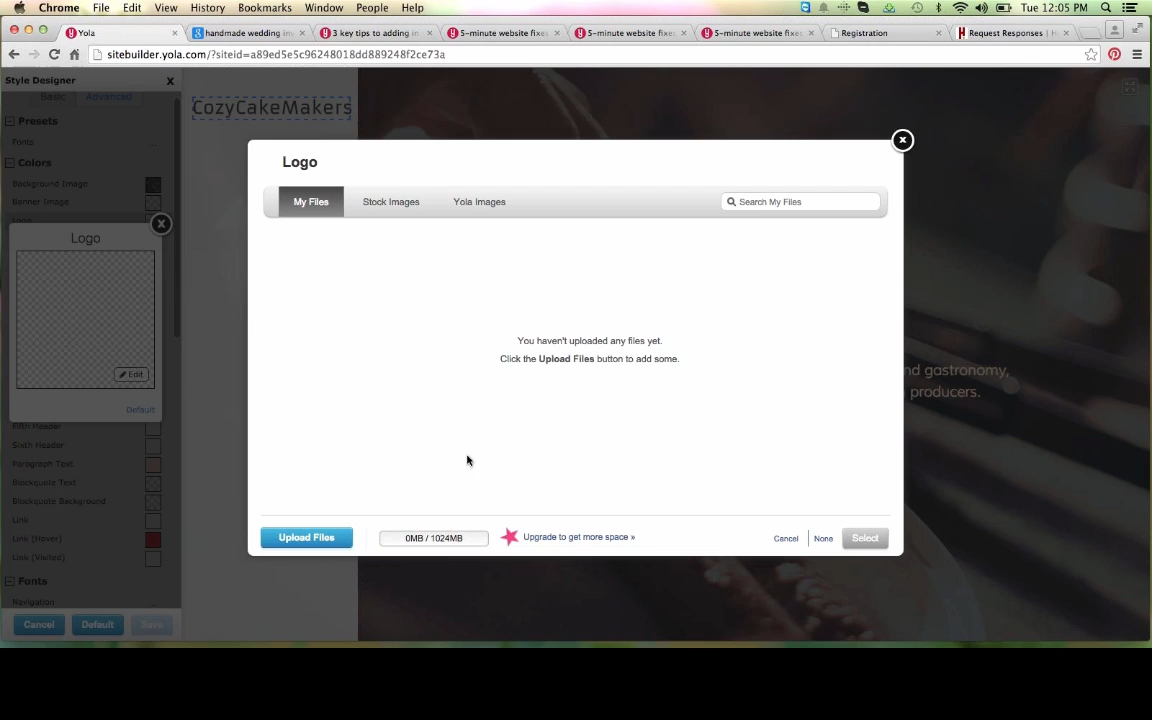 Chrome File Edit View History Bookmarks Window People Help Tue 12:05 PM
Yola
handmade wedding in
3 key tips to adding in
5-minute website fixes
5-minute website fixe
5-minute website fixe
Registration
Request Responses | H
sitebuilder.yola.com/?siteid=a89ed5e5c96248018dd889248f2ce73a
Style Designer
Basic Advanced
Presets
Fonts
Colors
Background Image
Banner Image
Logo
Logo
Edit
Default
Fifth Header
Sixth Header
Paragraph Text
Blockquote Text
Blockquote Background
Link
Link (Hover)
Link (Visited)
Fonts
Navigation
Cancel Default Save
CozyCakeMakers
nd gastronomy,
producers.
Logo
My Files Stock Images Yola Images Search My Files
You haven't uploaded any files yet.
Click the Upload Files button to add some.
Upload Files 0MB / 1024MB Upgrade to get more space » Cancel None Select